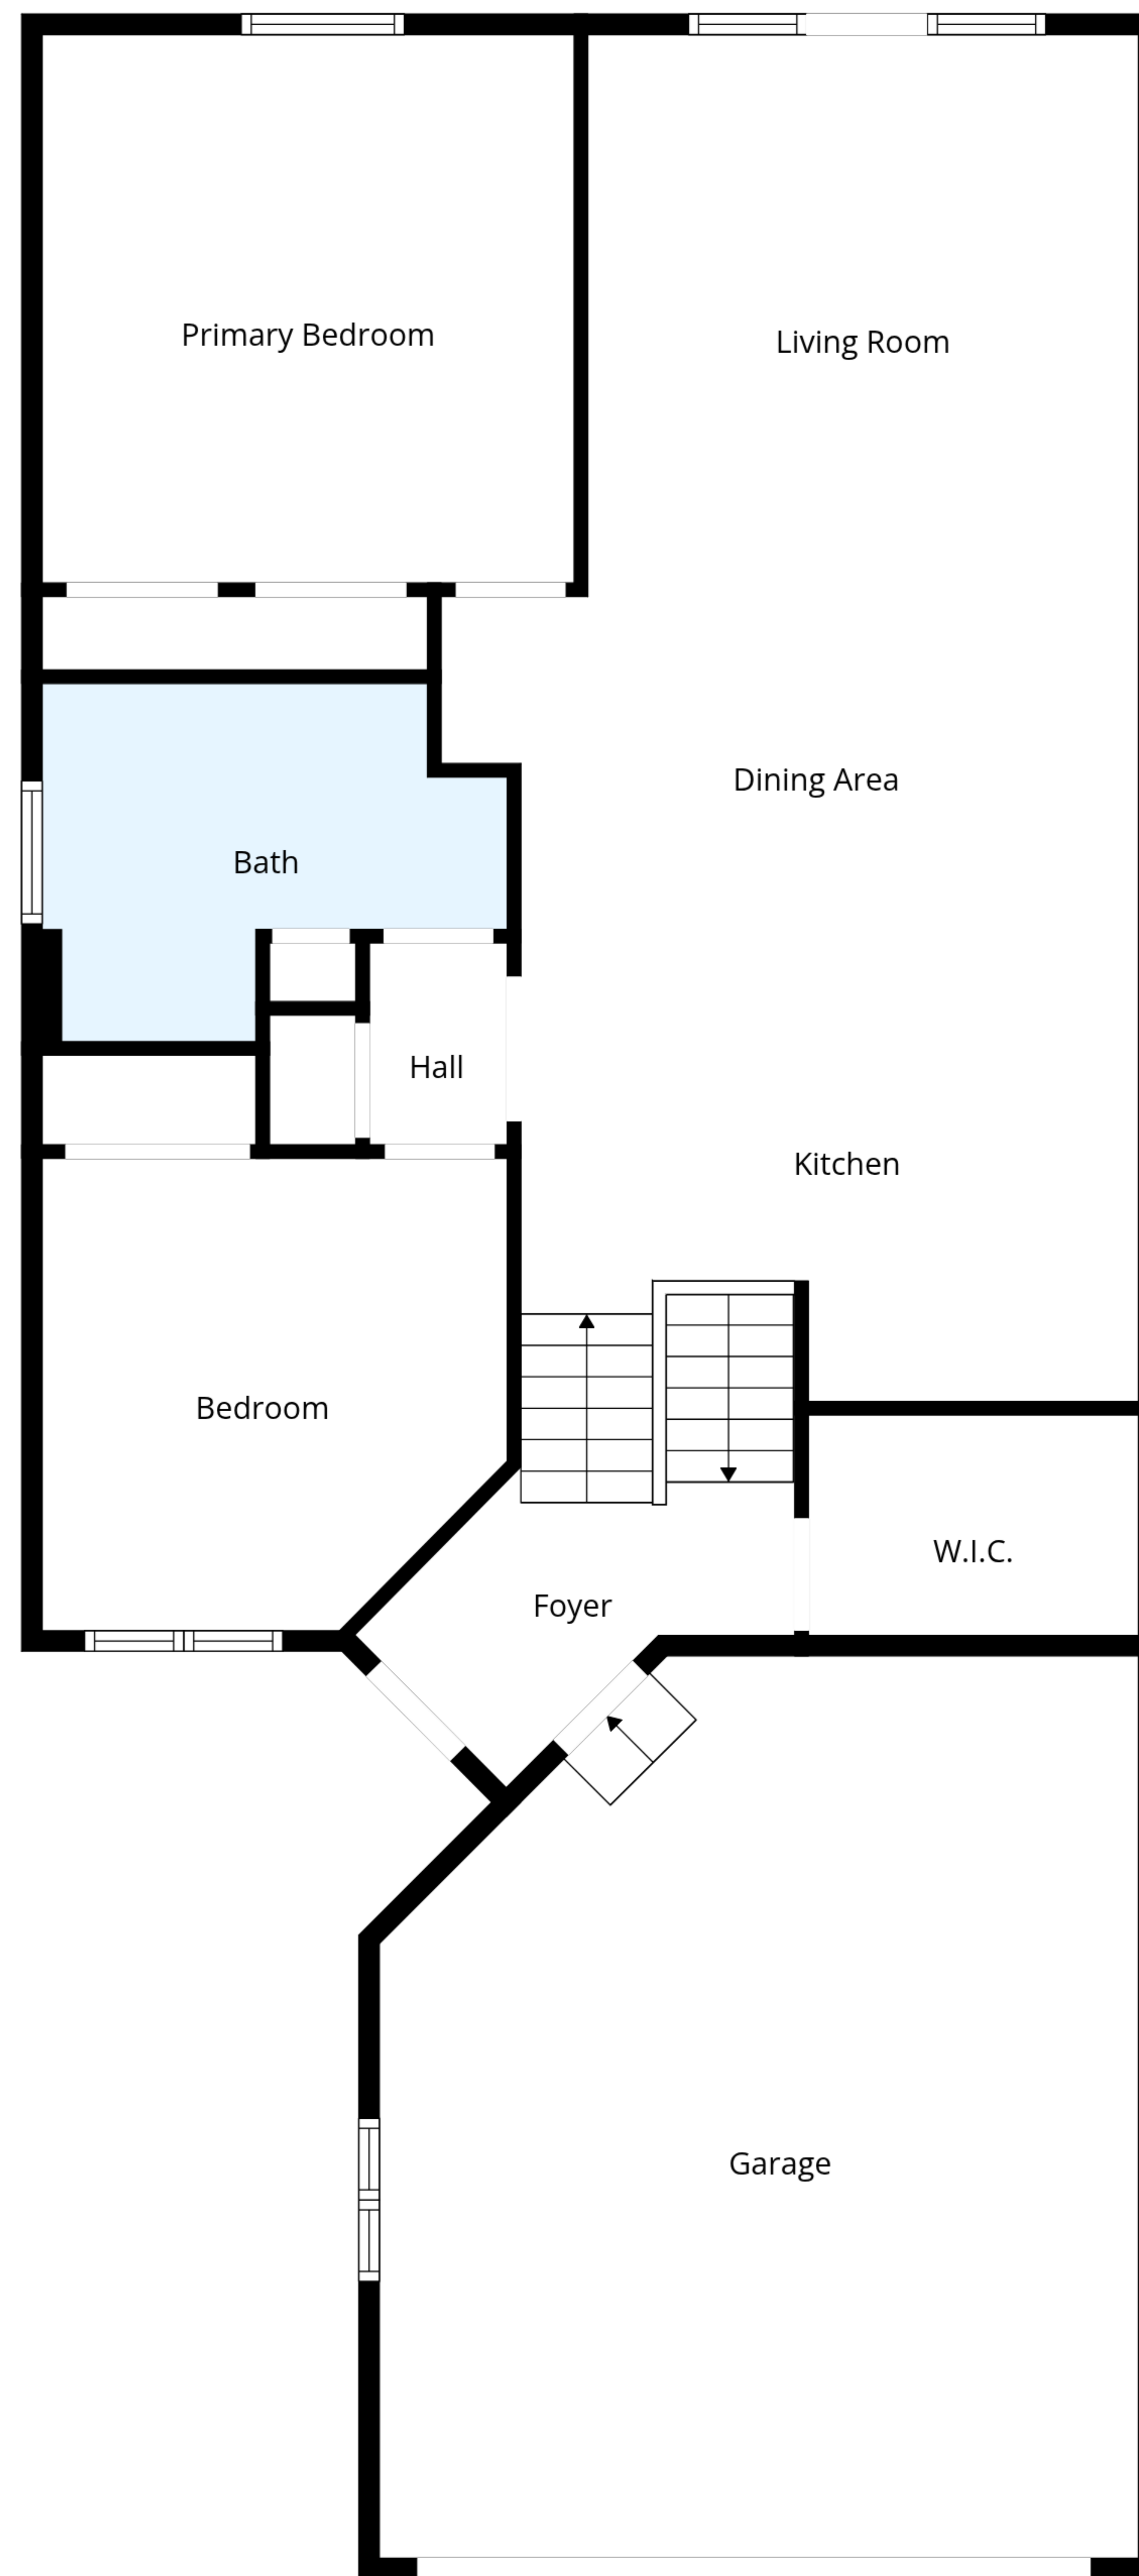 Primary Bedroom
Living Room
Dining Area
Bath
Hall
Kitchen
Bedroom
W.I.C.
Foyer
Garage